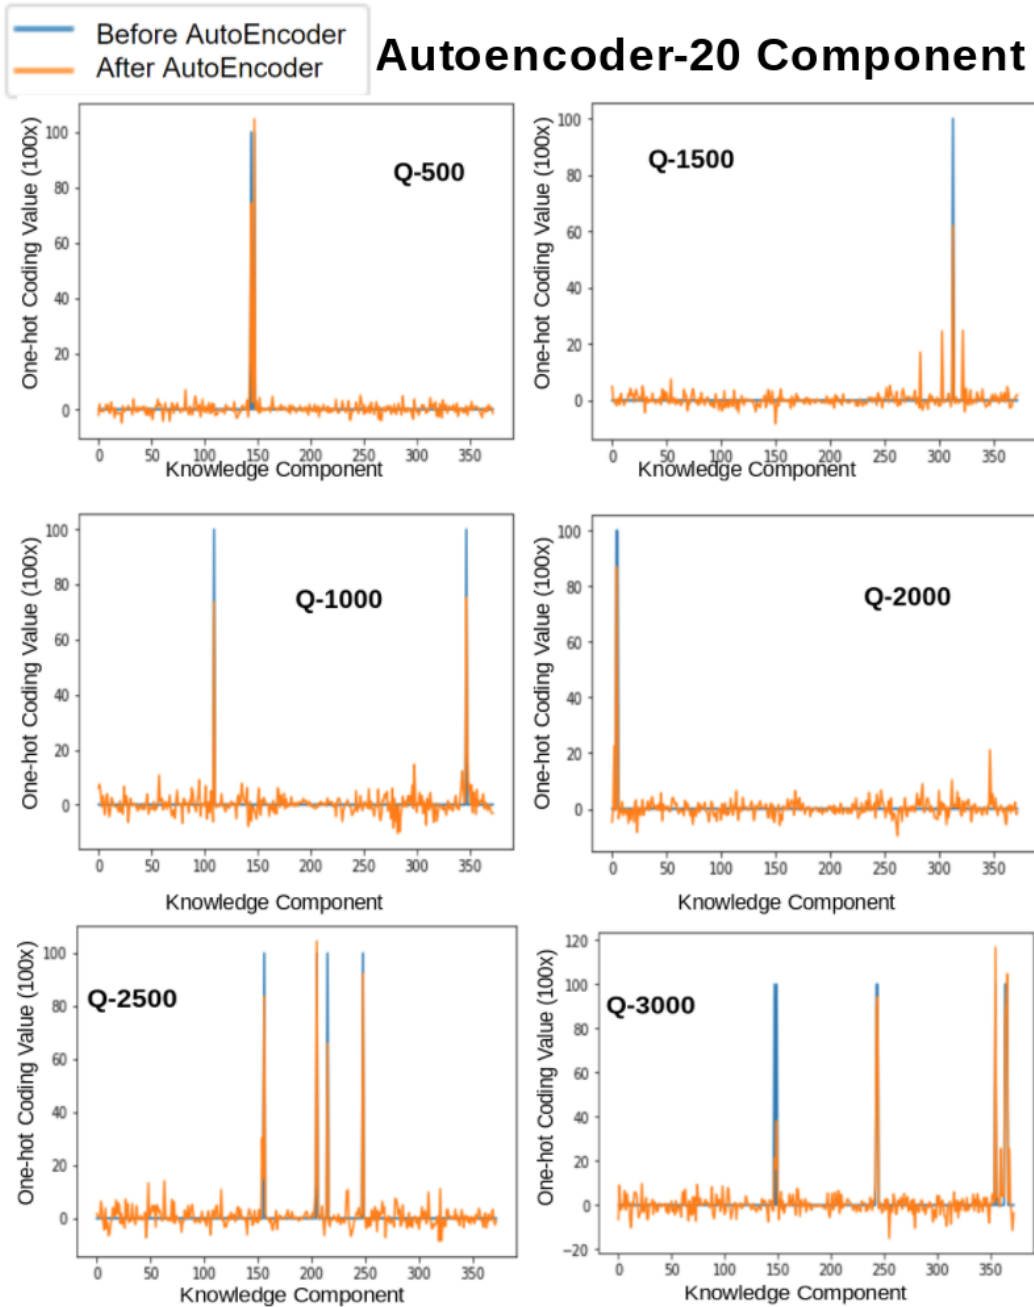 Before AutoEncoder
After AutoEncoder
Autoencoder-20 Component
One-hot Coding Value (100x)
100
80
60
40
20
0
Q-500
0 50 100 150 200 250 300 350
Knowledge Component
One-hot Coding Value (100x)
100
80
60
40
20
0
Q-1500
0 50 100 150 200 250 300 350
Knowledge Component
One-hot Coding Value (100x)
100
80
60
40
20
0
Q-1000
0 50 100 150 200 250 300 350
Knowledge Component
One-hot Coding Value (100x)
100
80
60
40
20
0
Q-2000
0 50 100 150 200 250 300 350
Knowledge Component
One-hot Coding Value (100x)
100
80
60
40
20
0
Q-2500
0 50 100 150 200 250 300 350
Knowledge Component
One-hot Coding Value (100x)
120
100
80
60
40
20
0
−20
Q-3000
0 50 100 150 200 250 300 350
Knowledge Component